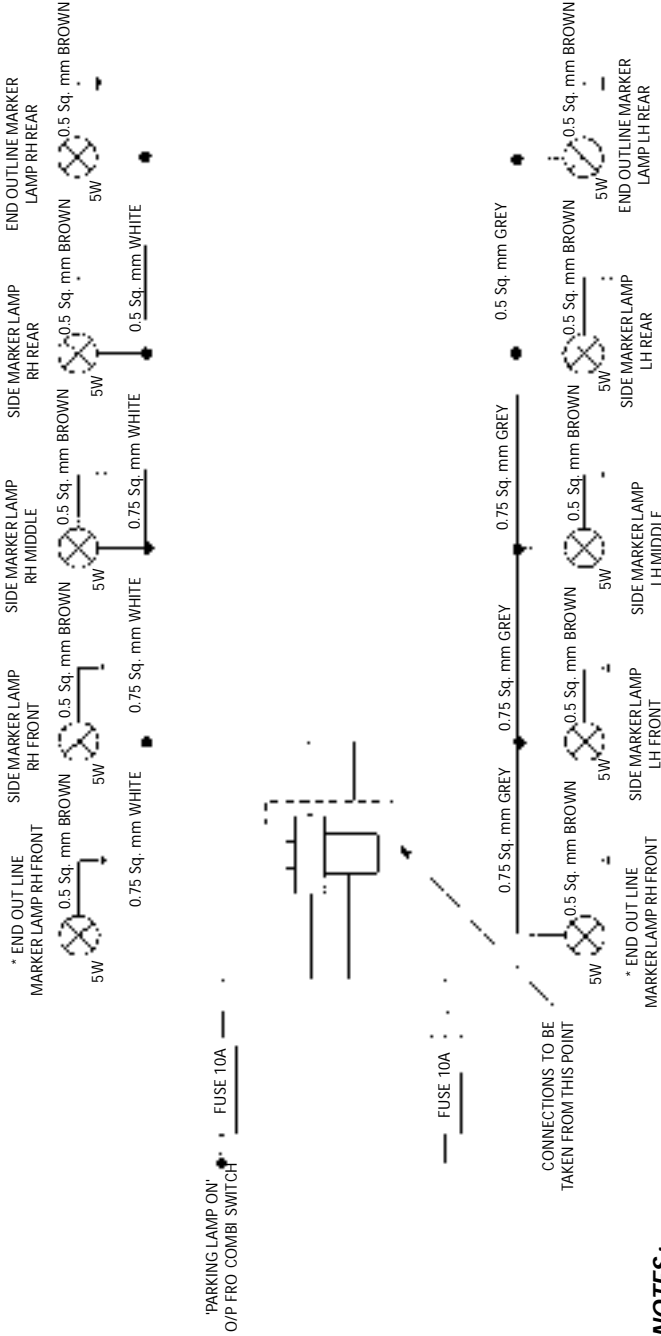 * END OUT LINE
MARKER LAMP RH FRONT
SIDE MARKER LAMP
RH FRONT
SIDE MARKER LAMP
RH MIDDLE
SIDE MARKER LAMP
RH REAR
END OUTLINE MARKER
LAMP RH REAR
0.5 Sq. mm BROWN
0.5 Sq. mm BROWN
0.5 Sq. mm BROWN
0.5 Sq. mm BROWN
0.5 Sq. mm BROWN
5W
5W
5W
5W
5W
0.75 Sq. mm WHITE
0.75 Sq. mm WHITE
0.75 Sq. mm WHITE
0.5 Sq. mm WHITE
'PARKING LAMP ON'
O/P FRO COMBI SWITCH
FUSE 10A
FUSE 10A
CONNECTIONS TO BE
TAKEN FROM THIS POINT
0.75 Sq. mm GREY
0.75 Sq. mm GREY
0.75 Sq. mm GREY
0.5 Sq. mm GREY
0.5 Sq. mm BROWN
0.5 Sq. mm BROWN
0.5 Sq. mm BROWN
0.5 Sq. mm BROWN
0.5 Sq. mm BROWN
5W
5W
5W
5W
5W
* END OUT LINE
MARKER LAMP RH FRONT
SIDE MARKER LAMP
LH FRONT
SIDE MARKER LAMP
LH MIDDLE
SIDE MARKER LAMP
LH REAR
END OUTLINE MARKER
LAMP LH REAR
NOTES: